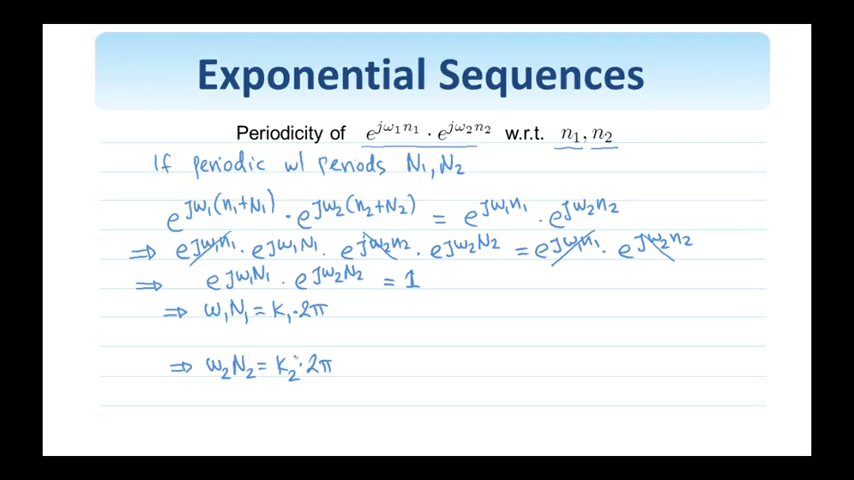 Exponential Sequences
Periodicity of e^{jω₁n₁} · e^{jω₂n₂} w.r.t. n₁, n₂
If periodic w/ periods N₁, N₂
e^{jω₁(n₁+N₁)} · e^{jω₂(n₂+N₂)} = e^{jω₁n₁} · e^{jω₂n₂}
⇒ e^{jω₁n₁} · e^{jω₁N₁} · e^{jω₂n₂} · e^{jω₂N₂} = e^{jω₁n₁} · e^{jω₂n₂}
⇒ e^{jω₁N₁} · e^{jω₂N₂} = 1
⇒ ω₁N₁ = K₁·2π
⇒ ω₂N₂ = K₂·2π